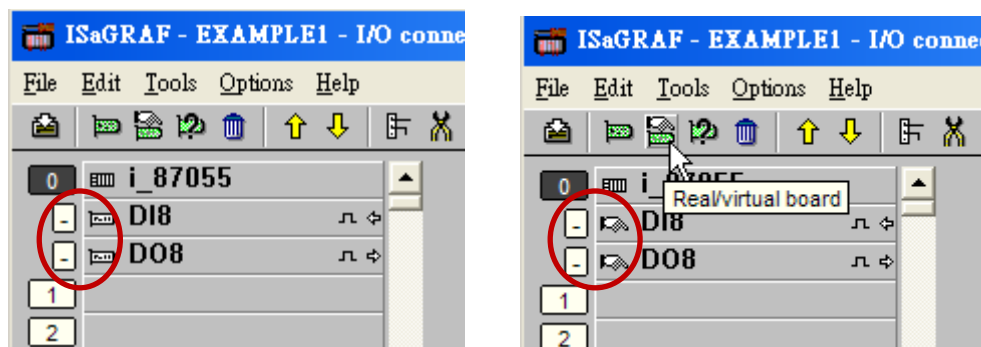 ISaGRAF - EXAMPLE1 - I/O conne
File Edit Tools Options Help
0 i_87055
- DI8
- DO8
1
2
ISaGRAF - EXAMPLE1 - I/O conne
File Edit Tools Options Help
0 i_87055
Real/virtual board
- DI8
- DO8
1
2